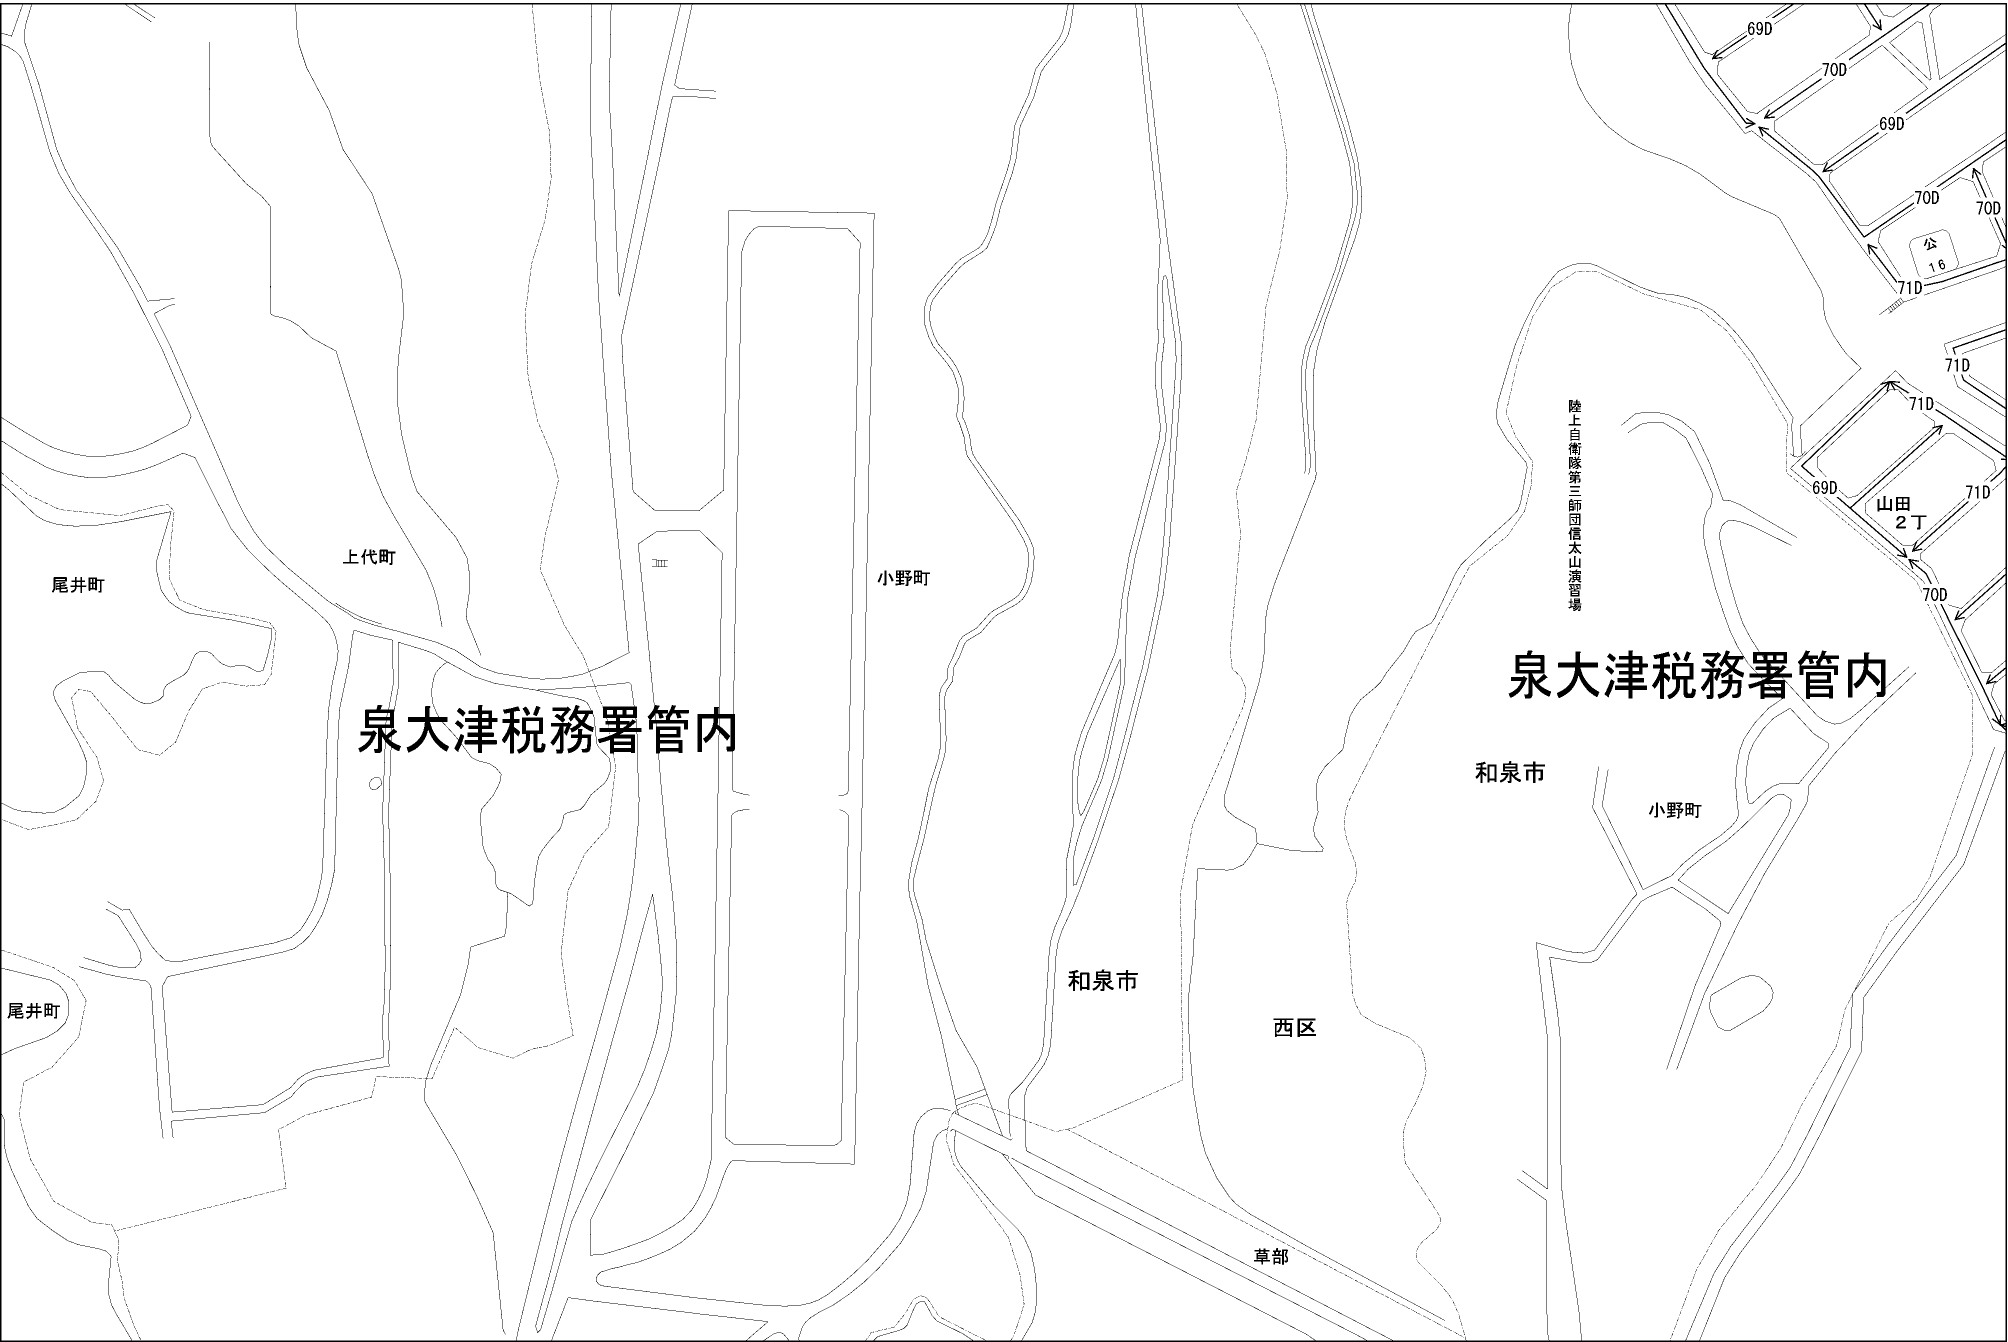 69D
70D
69D
70D
70D
公
16
71D
71D
71D
69D
山田
2丁
71D
70D
陸上自衛隊第三師団信太山演習場
上代町
尾井町
小野町
泉大津税務署管内
泉大津税務署管内
和泉市
小野町
和泉市
尾井町
西区
草部